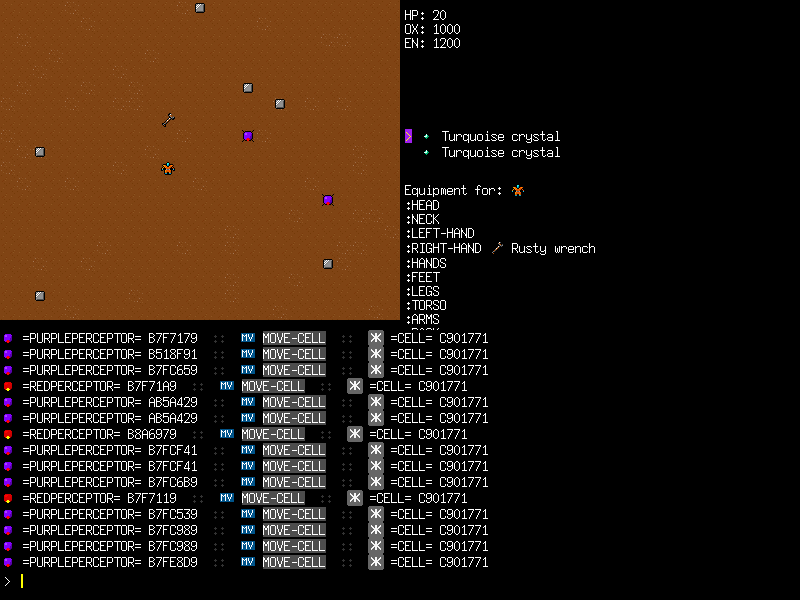 HP: 20
OX: 1000
EN: 1200
> Turquoise crystal
Turquoise crystal
Equipment for:
:HEAD
:NECK
:LEFT-HAND
:RIGHT-HAND Rusty wrench
:HANDS
:FEET
:LEGS
:TORSO
:ARMS
=PURPLEPERCEPTOR= B7F7179 :: MV MOVE-CELL :: =CELL= C901771
=PURPLEPERCEPTOR= B518F91 :: MV MOVE-CELL :: =CELL= C901771
=PURPLEPERCEPTOR= B7FC659 :: MV MOVE-CELL :: =CELL= C901771
=REDPERCEPTOR= B7F71A9 :: MV MOVE-CELL :: =CELL= C901771
=PURPLEPERCEPTOR= AB5A429 :: MV MOVE-CELL :: =CELL= C901771
=PURPLEPERCEPTOR= AB5A429 :: MV MOVE-CELL :: =CELL= C901771
=REDPERCEPTOR= B8A6979 :: MV MOVE-CELL :: =CELL= C901771
=PURPLEPERCEPTOR= B7FCF41 :: MV MOVE-CELL :: =CELL= C901771
=PURPLEPERCEPTOR= B7FCF41 :: MV MOVE-CELL :: =CELL= C901771
=PURPLEPERCEPTOR= B7FC6B9 :: MV MOVE-CELL :: =CELL= C901771
=REDPERCEPTOR= B7F7119 :: MV MOVE-CELL :: =CELL= C901771
=PURPLEPERCEPTOR= B7FC539 :: MV MOVE-CELL :: =CELL= C901771
=PURPLEPERCEPTOR= B7FC989 :: MV MOVE-CELL :: =CELL= C901771
=PURPLEPERCEPTOR= B7FC989 :: MV MOVE-CELL :: =CELL= C901771
=PURPLEPERCEPTOR= B7FE8D9 :: MV MOVE-CELL :: =CELL= C901771
>